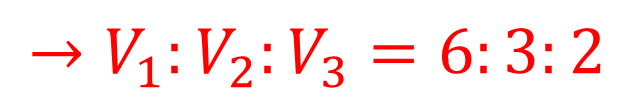 → V₁: V₂: V₃ = 6: 3: 2